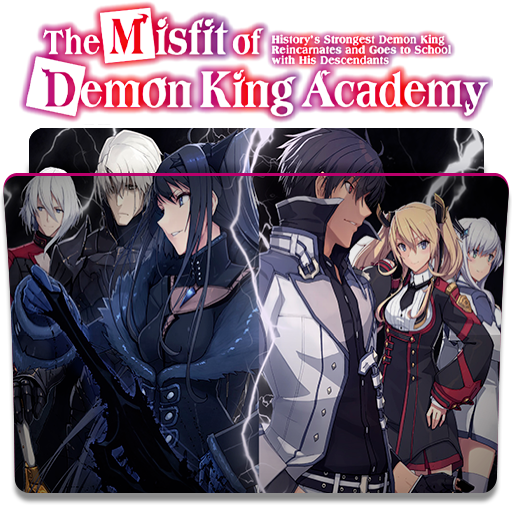 The Misfit of
History's Strongest Demon King
Reincarnates and Goes to School
with His Descendants
Demon King Academy